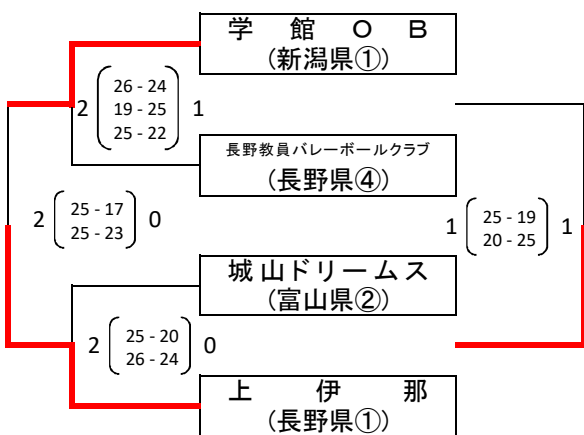 学館ＯＢ
(新潟県①)
2
26 - 24
19 - 25
25 - 22
1
長野教員バレーボールクラブ
(長野県④)
2
25 - 17
25 - 23
0
1
25 - 19
20 - 25
1
城山ドリームス
(富山県②)
2
25 - 20
26 - 24
0
上伊那
(長野県①)